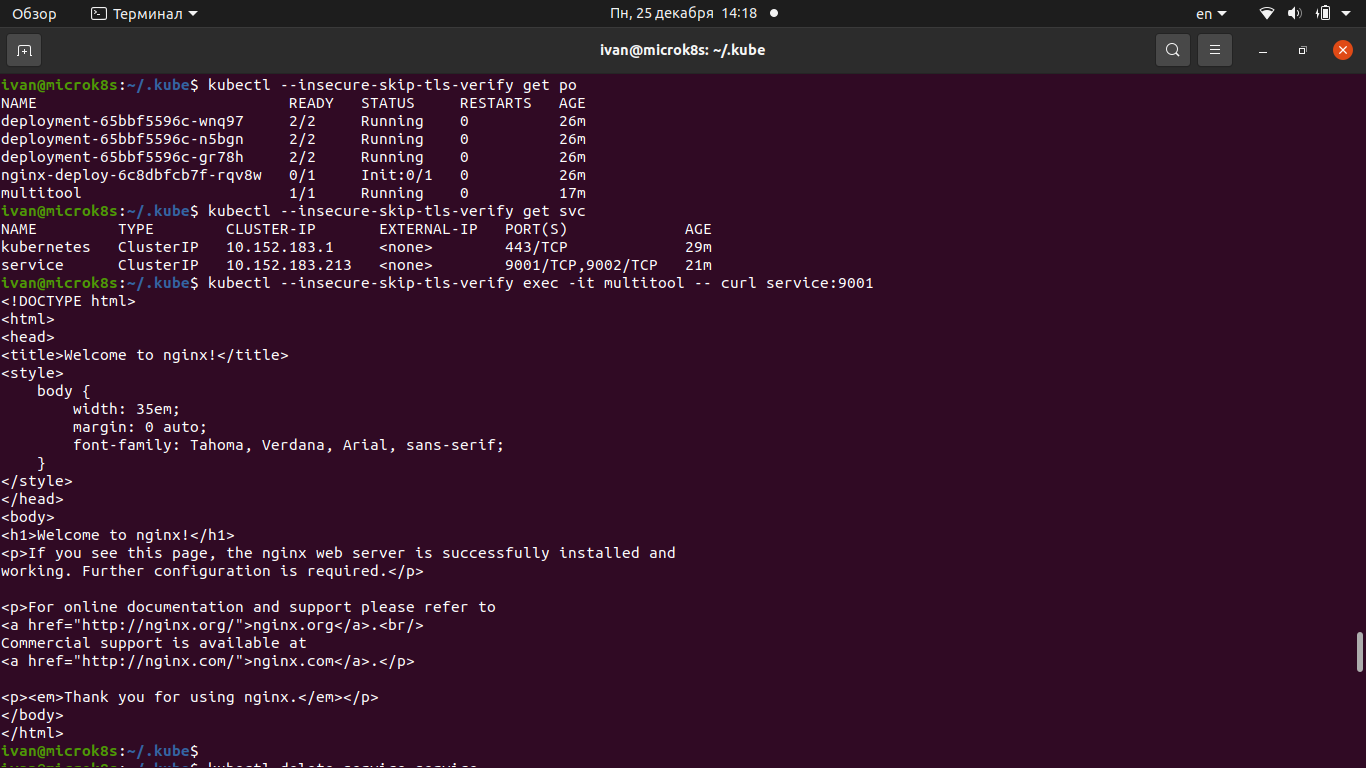 Обзор Терминал Пн, 25 декабря 14:18 en
ivan@microk8s: ~/.kube
ivan@microk8s:~/.kube$ kubectl --insecure-skip-tls-verify get po
NAME READY STATUS RESTARTS AGE
deployment-65bbf5596c-wnq97 2/2 Running 0 26m
deployment-65bbf5596c-n5bgn 2/2 Running 0 26m
deployment-65bbf5596c-gr78h 2/2 Running 0 26m
nginx-deploy-6c8dbfcb7f-rqv8w 0/1 Init:0/1 0 26m
multitool 1/1 Running 0 17m
ivan@microk8s:~/.kube$ kubectl --insecure-skip-tls-verify get svc
NAME TYPE CLUSTER-IP EXTERNAL-IP PORT(S) AGE
kubernetes ClusterIP 10.152.183.1 <none> 443/TCP 29m
service ClusterIP 10.152.183.213 <none> 9001/TCP,9002/TCP 21m
ivan@microk8s:~/.kube$ kubectl --insecure-skip-tls-verify exec -it multitool -- curl service:9001
<!DOCTYPE html>
<html>
<head>
<title>Welcome to nginx!</title>
<style>
    body {
        width: 35em;
        margin: 0 auto;
        font-family: Tahoma, Verdana, Arial, sans-serif;
    }
</style>
</head>
<body>
<h1>Welcome to nginx!</h1>
<p>If you see this page, the nginx web server is successfully installed and
working. Further configuration is required.</p>

<p>For online documentation and support please refer to
<a href="http://nginx.org/">nginx.org</a>.<br/>
Commercial support is available at
<a href="http://nginx.com/">nginx.com</a>.</p>

<p><em>Thank you for using nginx.</em></p>
</body>
</html>
ivan@microk8s:~/.kube$
ivan@microk8s:~/.kube$ kubectl delete service service